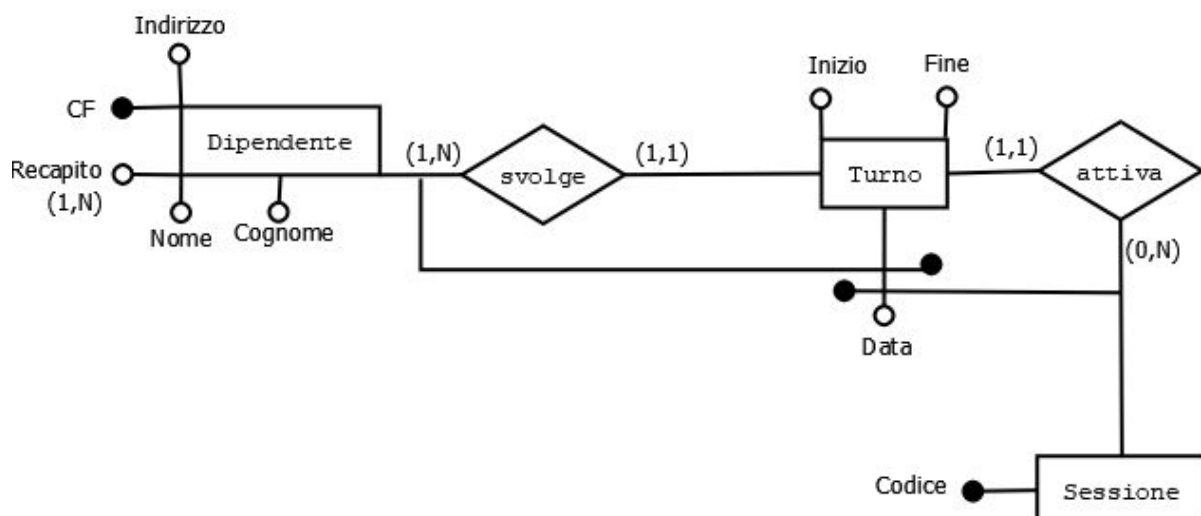 Indirizzo
CF
Dipendente
Recapito
(1,N)
Nome
Cognome
(1,N)
svolge
(1,1)
Inizio
Fine
Turno
(1,1)
attiva
(0,N)
Data
Codice
Sessione